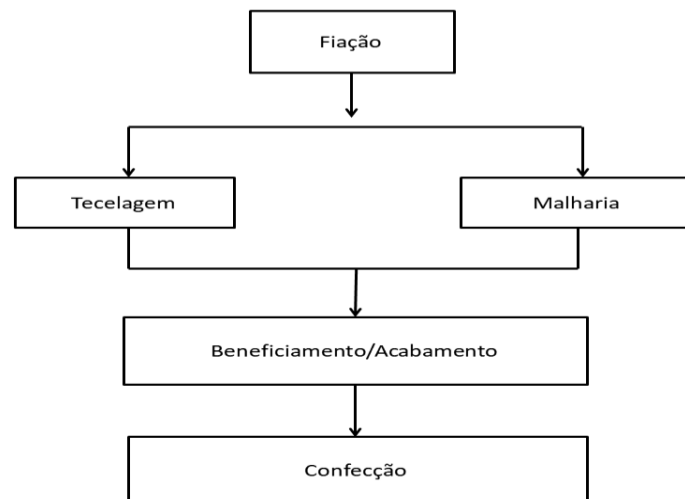 Fiação
Tecelagem
Malharia
Beneficiamento/Acabamento
Confecção